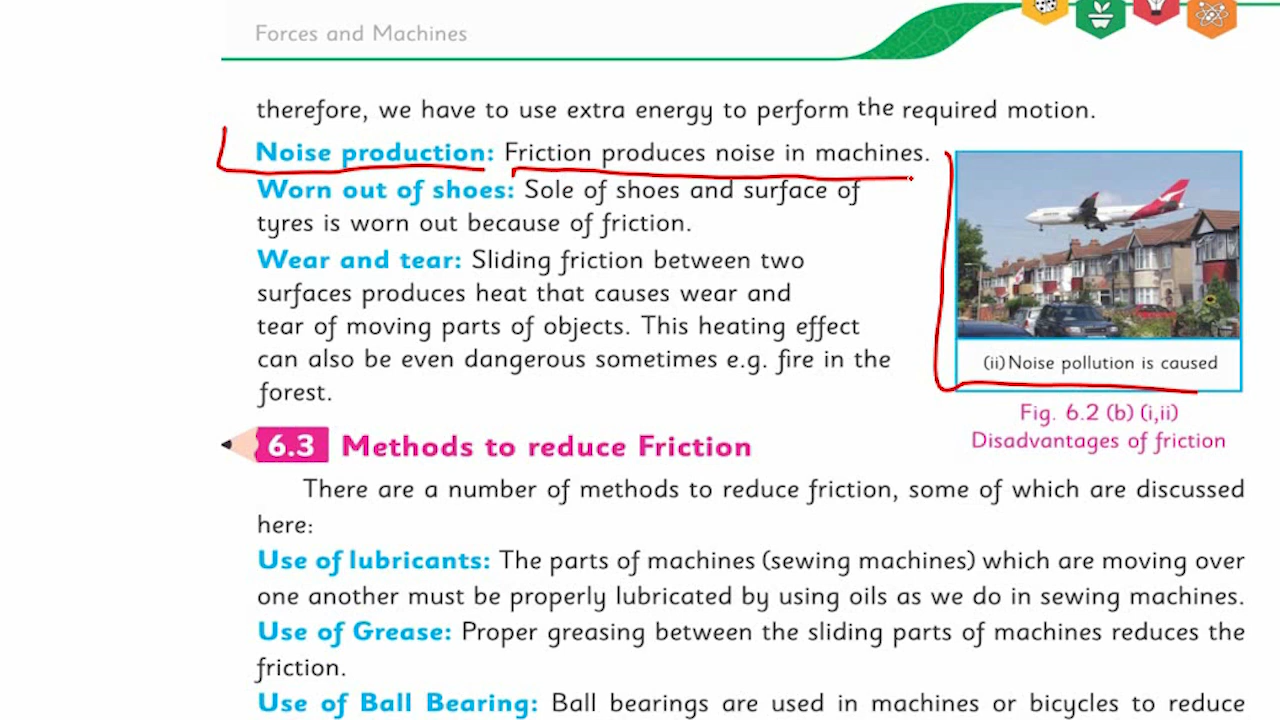 Forces and Machines
therefore, we have to use extra energy to perform the required motion.
Noise production: Friction produces noise in machines.
Worn out of shoes: Sole of shoes and surface of
tyres is worn out because of friction.
Wear and tear: Sliding friction between two
surfaces produces heat that causes wear and
tear of moving parts of objects. This heating effect
can also be even dangerous sometimes e.g. fire in the
forest.
(ii) Noise pollution is caused
Fig. 6.2 (b) (i,ii)
Disadvantages of friction
6.3 Methods to reduce Friction
There are a number of methods to reduce friction, some of which are discussed
here:
Use of lubricants: The parts of machines (sewing machines) which are moving over
one another must be properly lubricated by using oils as we do in sewing machines.
Use of Grease: Proper greasing between the sliding parts of machines reduces the
friction.
Use of Ball Bearing: Ball bearings are used in machines or bicycles to reduce